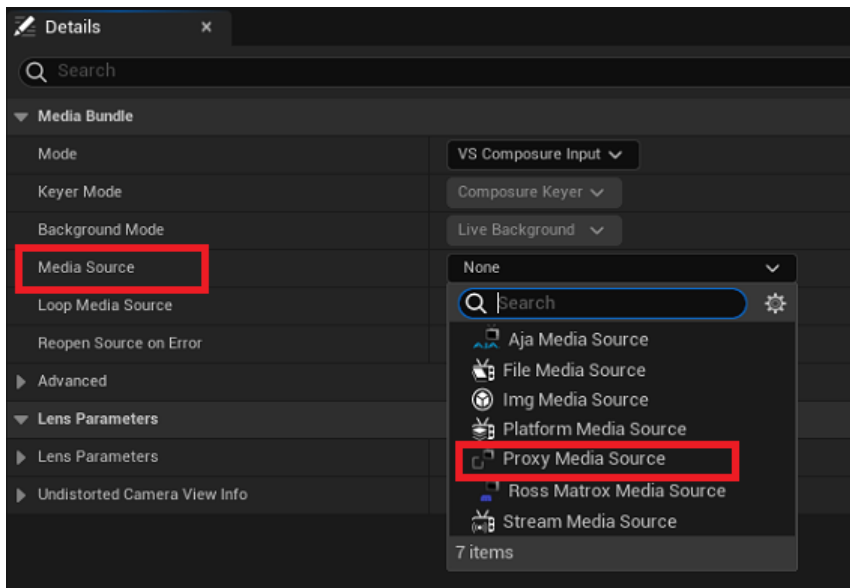 Details
Search
Media Bundle
Mode
VS Composure Input
Keyer Mode
Composure Keyer
Background Mode
Live Background
Media Source
None
Loop Media Source
Reopen Source on Error
Advanced
Lens Parameters
Lens Parameters
Undistorted Camera View Info
Search
Aja Media Source
File Media Source
Img Media Source
Platform Media Source
Proxy Media Source
Ross Matrox Media Source
Stream Media Source
7 items